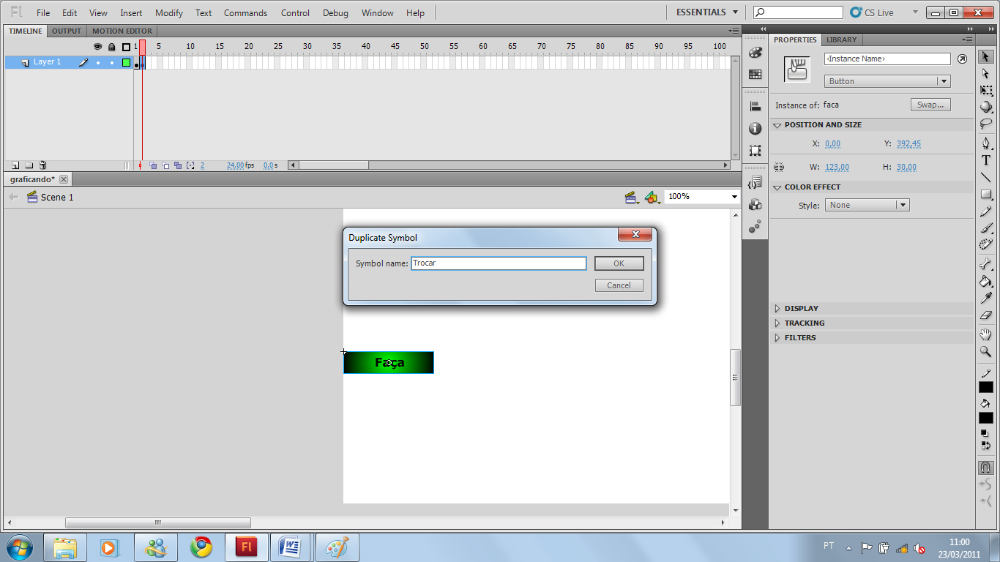 Fl File Edit View Insert Modify Text Commands Control Debug Window Help ESSENTIALS CS Live
TIMELINE OUTPUT MOTION EDITOR
1 5 10 15 20 25 30 35 40 45 50 55 60 65 70 75 80 85 90 95 100
Layer 1
2 24,00 fps 0,0 s
graficando*
Scene 1 100%
Duplicate Symbol
Symbol name: Trocar OK
Cancel
Faça
PROPERTIES LIBRARY
<Instance Name>
Button
Instance of: faca Swap...
POSITION AND SIZE
X: 0,00 Y: 392,45
W: 123,00 H: 30,00
COLOR EFFECT
Style: None
DISPLAY
TRACKING
FILTERS
T
Fl W PT 11:00
23/03/2011